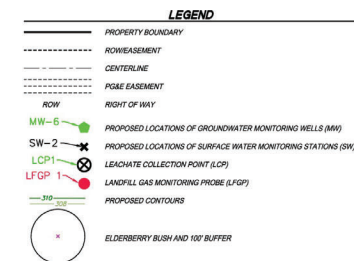 LEGEND
PROPERTY BOUNDARY
ROW/EASEMENT
CENTERLINE
PG&E EASEMENT
ROW RIGHT OF WAY
MW-6 PROPOSED LOCATIONS OF GROUNDWATER MONITORING WELLS (MW)
SW-2 PROPOSED LOCATIONS OF SURFACE WATER MONITORING STATIONS (SW)
LCP1 LEACHATE COLLECTION POINT (LCP)
LFGP 1 LANDFILL GAS MONITORING PROBE (LFGP)
310 PROPOSED CONTOURS
308
ELDERBERRY BUSH AND 100' BUFFER